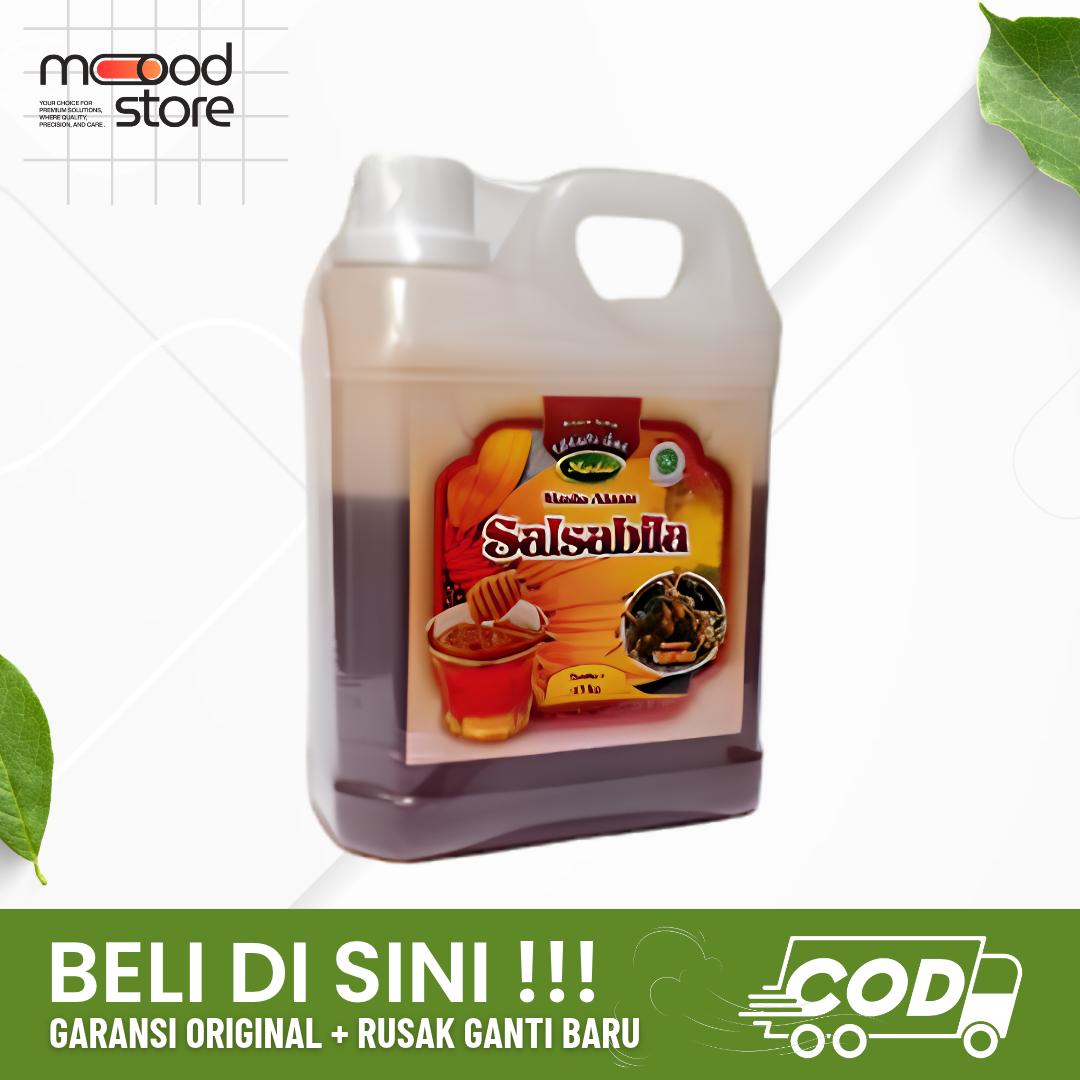 mood
store
YOUR CHOICE FOR
PREMIUM SOLUTIONS,
WHERE QUALITY,
PRECISION, AND CARE.
Salsabila
BELI DI SINI !!!
GARANSI ORIGINAL + RUSAK GANTI BARU
COD